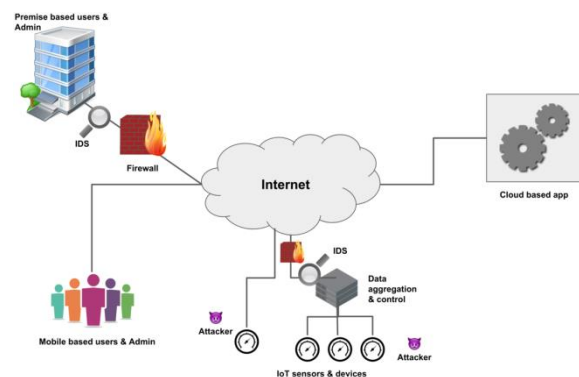 Premise based users &
Admin
IDS
Firewall
Internet
Cloud based app
IDS
Data
aggregation
& control
Attacker
Mobile based users & Admin
Attacker
IoT sensors & devices